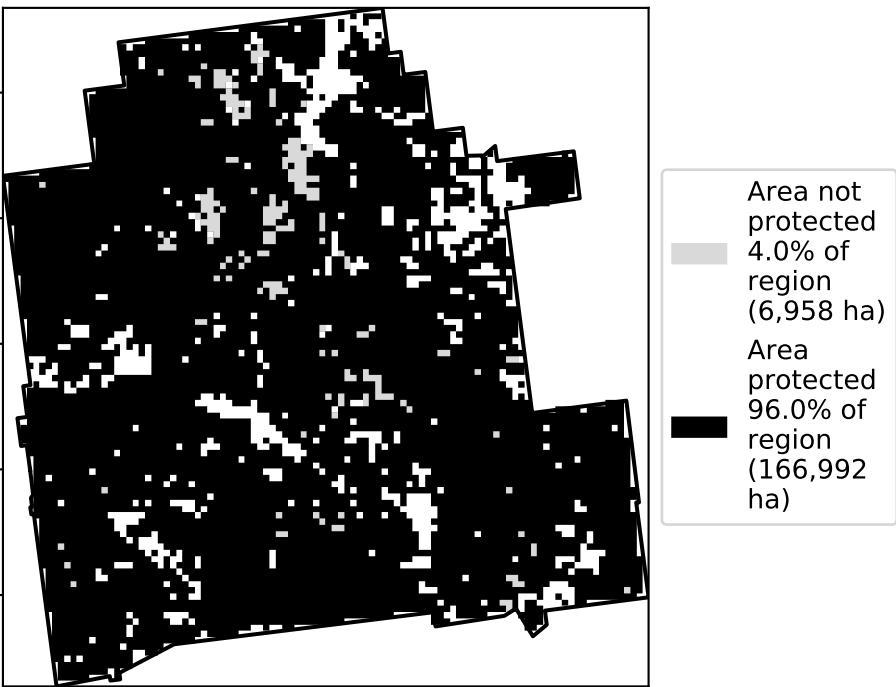 Area not
protected
4.0% of
region
(6,958 ha)
Area
protected
96.0% of
region
(166,992
ha)